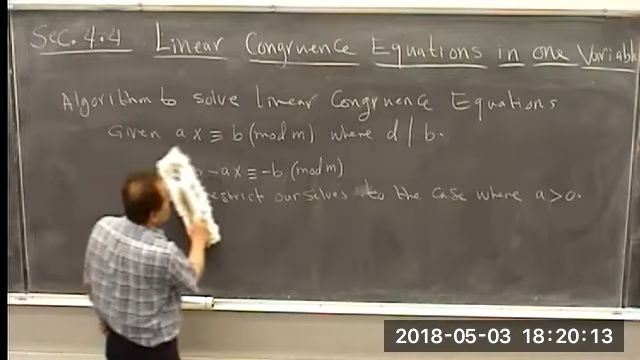 Sec. 4.4 Linear Congruence Equations in one Variable
Algorithm to solve Linear Congruence Equations
Given ax ≡ b (mod m) where d | b.
-ax ≡ -b (mod m)
restrict ourselves to the case where a > 0.
2018-05-03 18:20:13